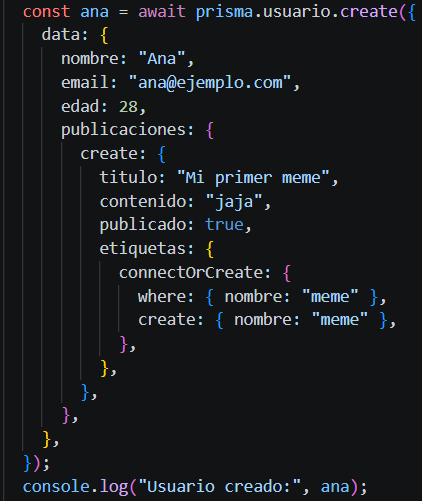 const ana = await prisma.usuario.create({
  data: {
    nombre: "Ana",
    email: "ana@ejemplo.com",
    edad: 28,
    publicaciones: {
      create: {
        titulo: "Mi primer meme",
        contenido: "jaja",
        publicado: true,
        etiquetas: {
          connectOrCreate: {
            where: { nombre: "meme" },
            create: { nombre: "meme" },
          },
        },
      },
    },
  },
});
console.log("Usuario creado:", ana);